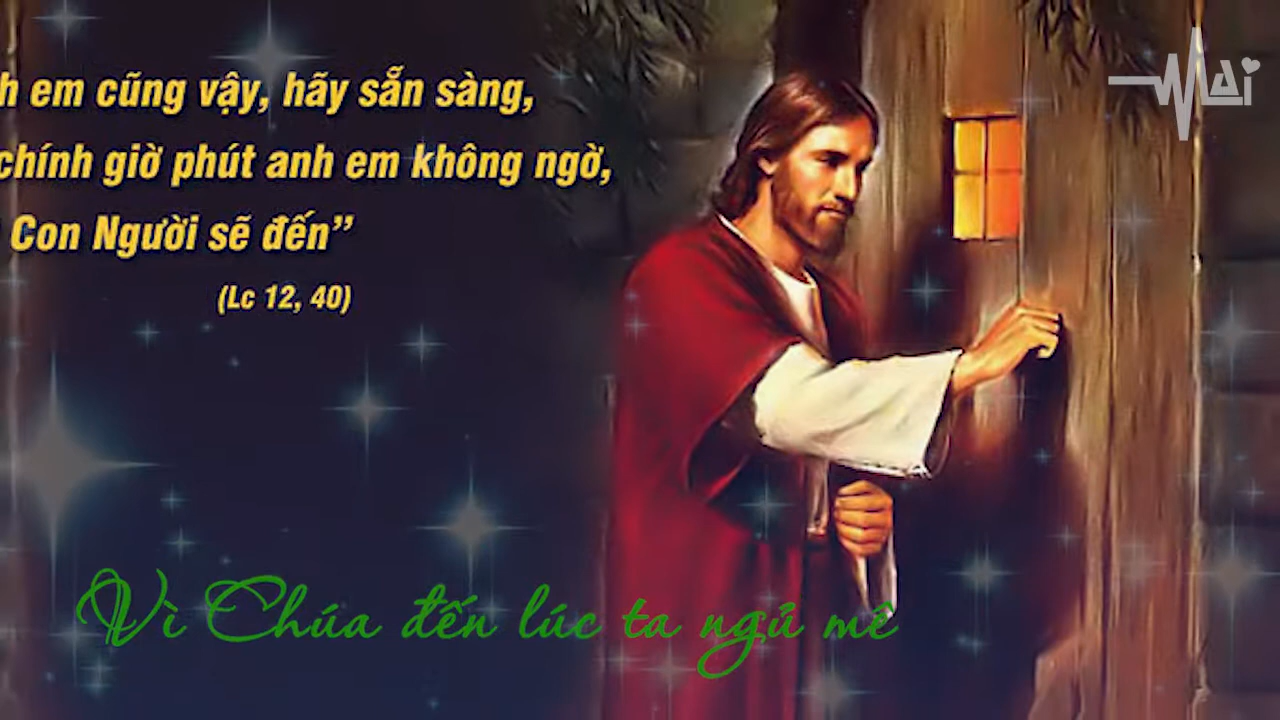 h em cũng vậy, hãy sẵn sàng,
chính giờ phút anh em không ngờ,
Con Người sẽ đến”
(Lc 12, 40)
Vì Chúa đến lúc ta ngủ mê
Mai